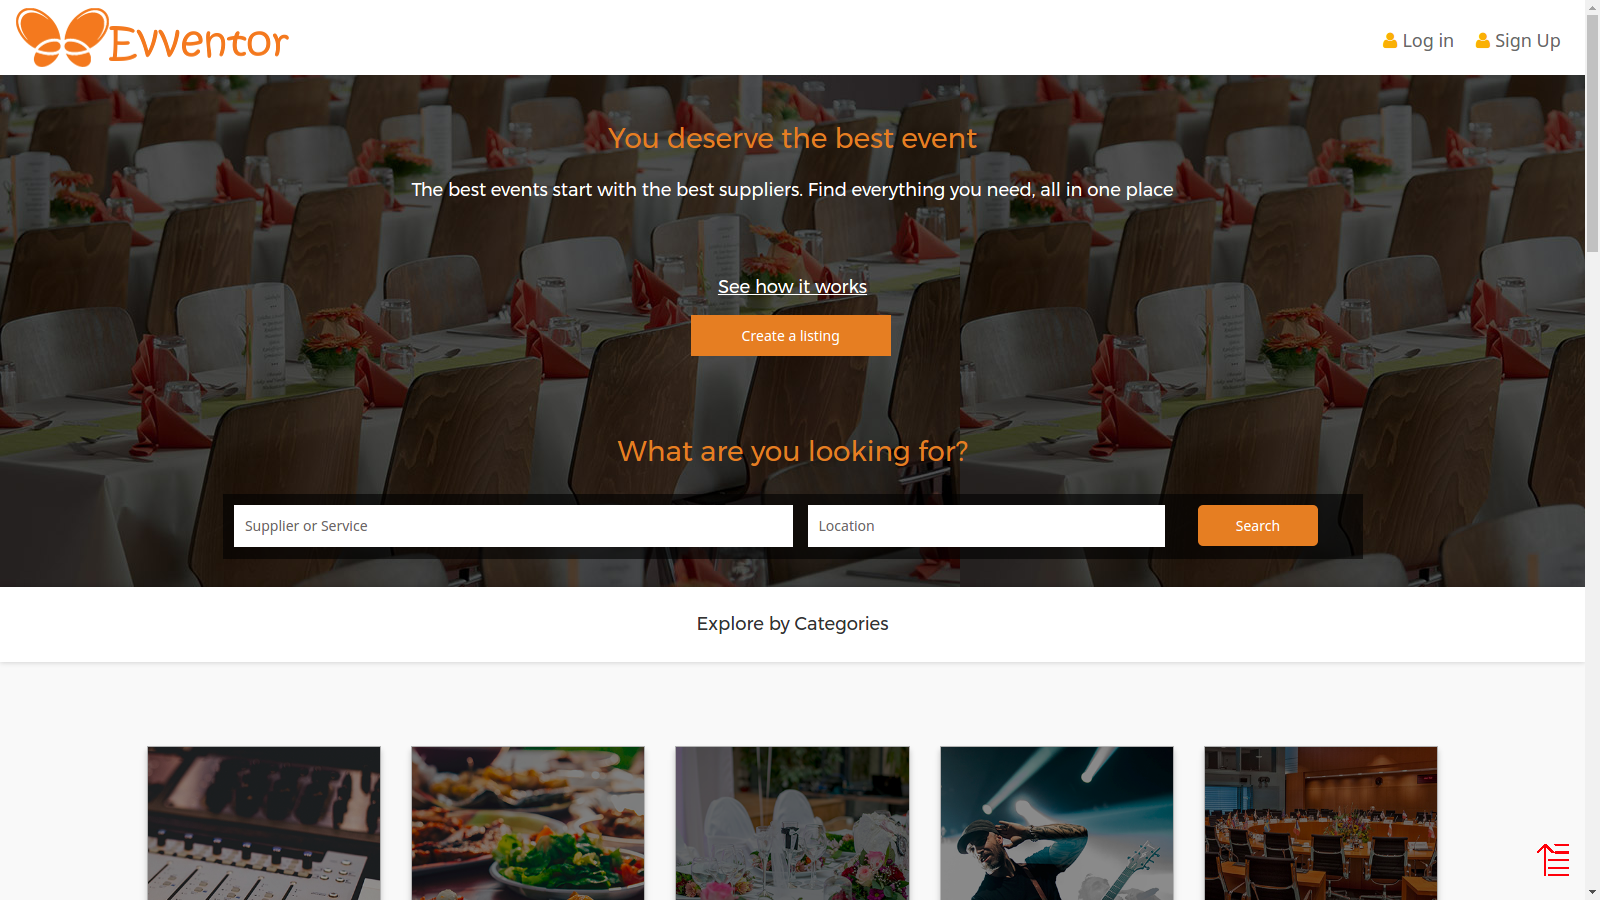 Evventor
Log in
Sign Up
You deserve the best event
The best events start with the best suppliers. Find everything you need, all in one place
See how it works
Create a listing
What are you looking for?
Supplier or Service
Location
Search
Explore by Categories